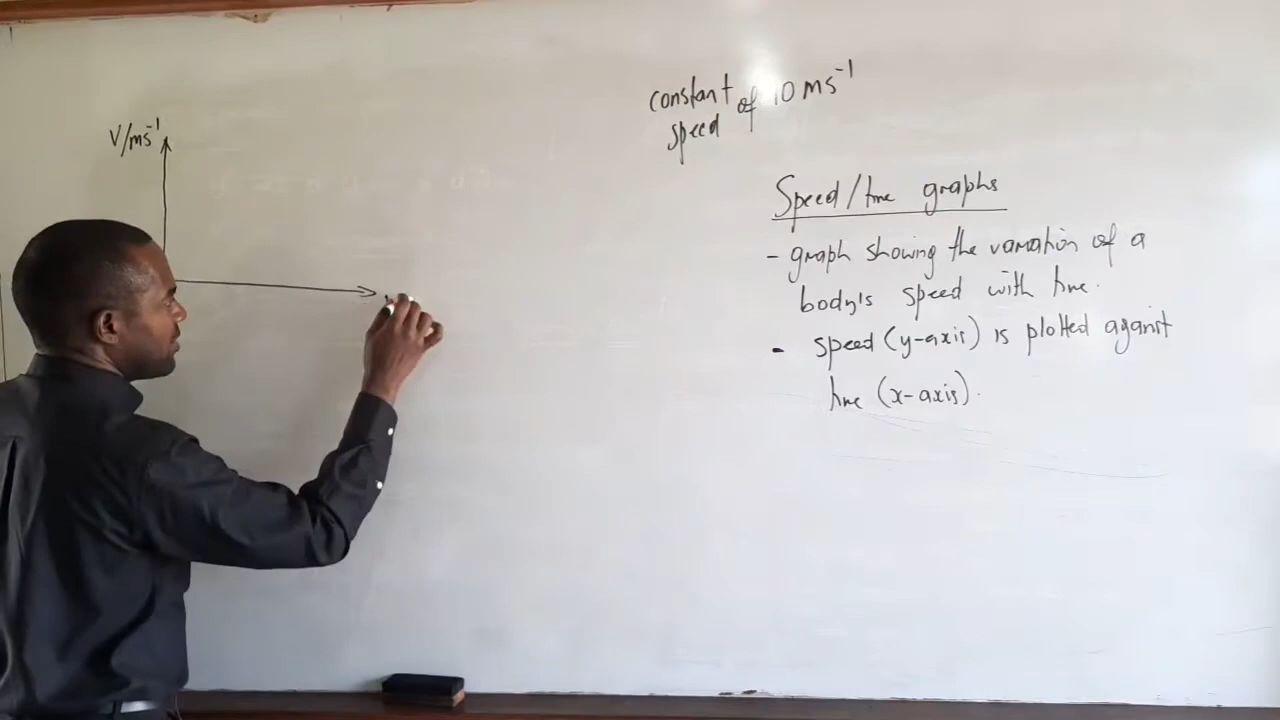 V/ms⁻¹
constant of 10 ms⁻¹
speed
Speed/time graphs
- graph showing the variation of a
body's speed with time.
- speed (y-axis) is plotted against
time (x-axis).